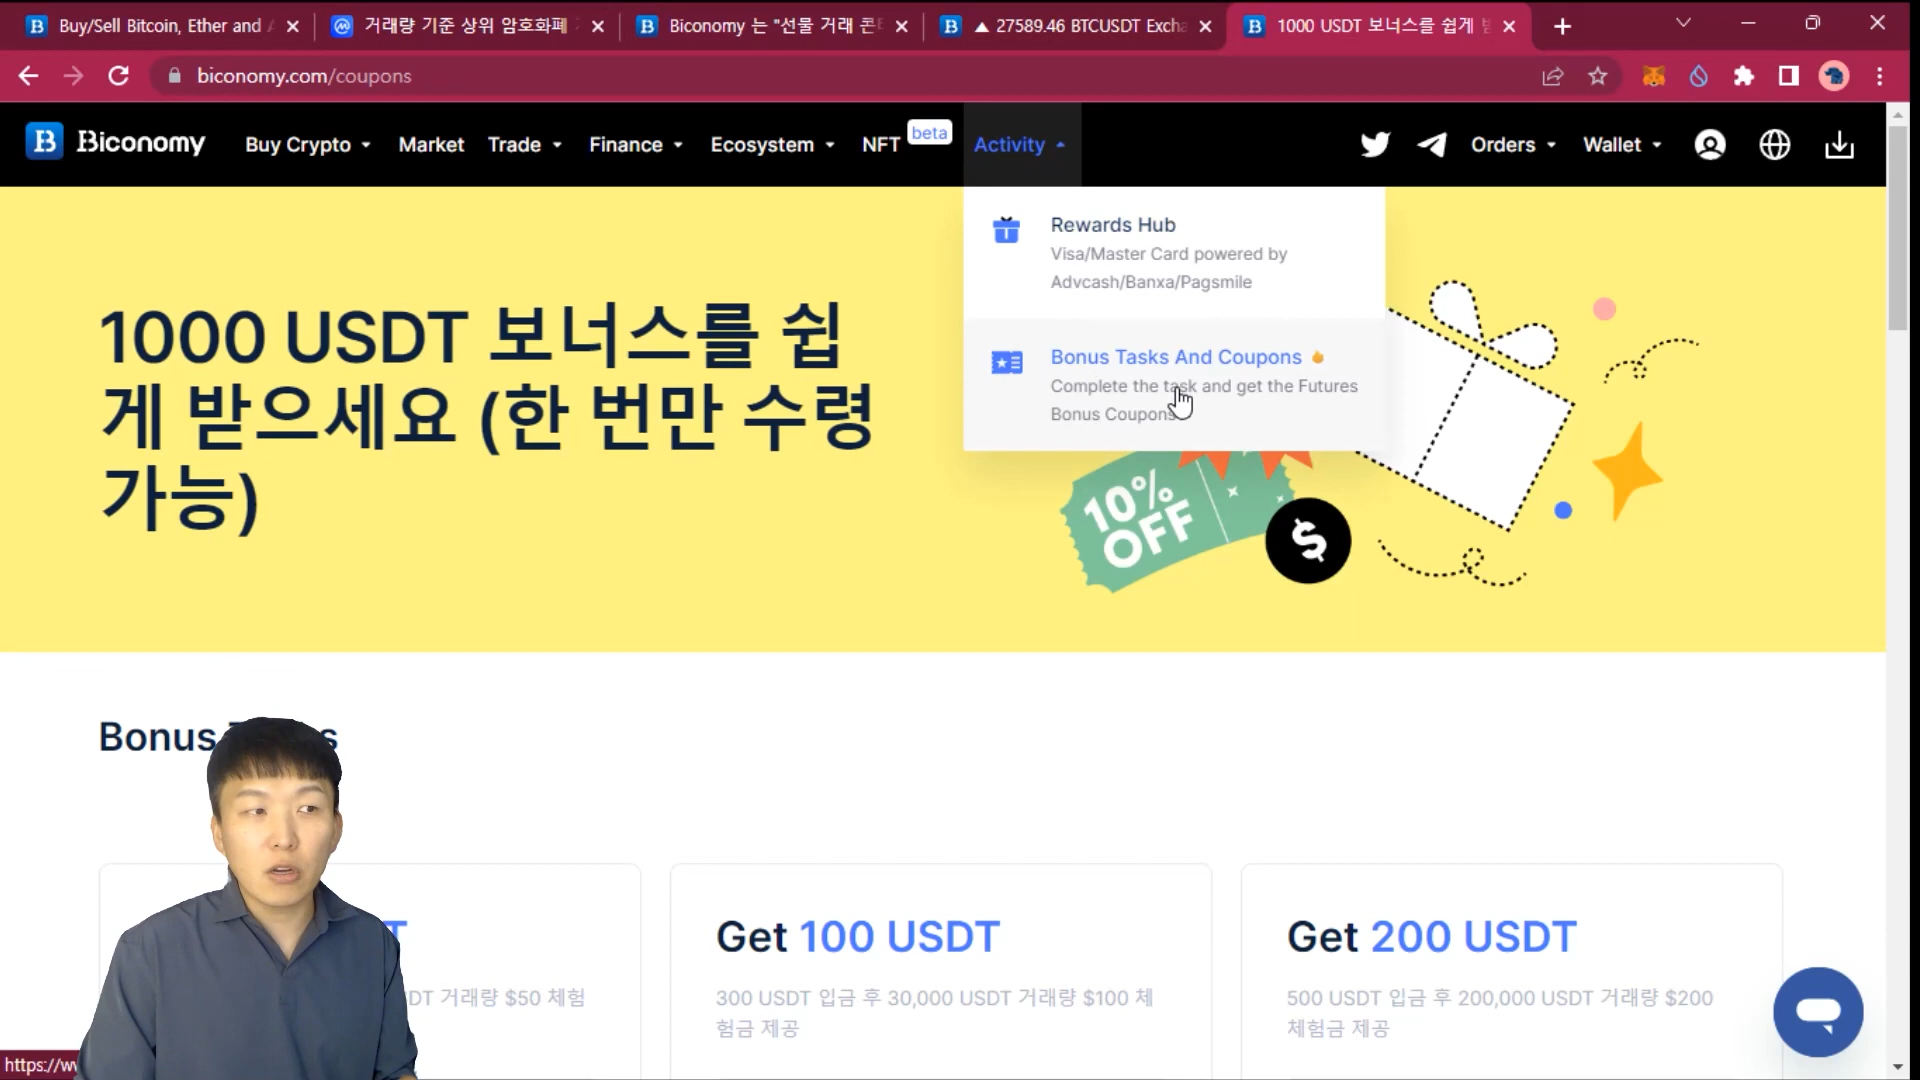 Buy/Sell Bitcoin, Ether and
거래량 기준 상위 암호화폐
Biconomy 는 "선물 거래 콘
▲ 27589.46 BTCUSDT Excha
1000 USDT 보너스를 쉽게
biconomy.com/coupons
Biconomy
Buy Crypto
Market
Trade
Finance
Ecosystem
NFT
beta
Activity
Orders
Wallet
Rewards Hub
Visa/Master Card powered by
Advcash/Banxa/Pagsmile
Bonus Tasks And Coupons
Complete the task and get the Futures
Bonus Coupons
1000 USDT 보너스를 쉽
게 받으세요 (한 번만 수령
가능)
10%
OFF
$
Bonus
Get 100 USDT
Get 200 USDT
DT 거래량 $50 체험
300 USDT 입금 후 30,000 USDT 거래량 $100 체
험금 제공
500 USDT 입금 후 200,000 USDT 거래량 $200
체험금 제공
https://w